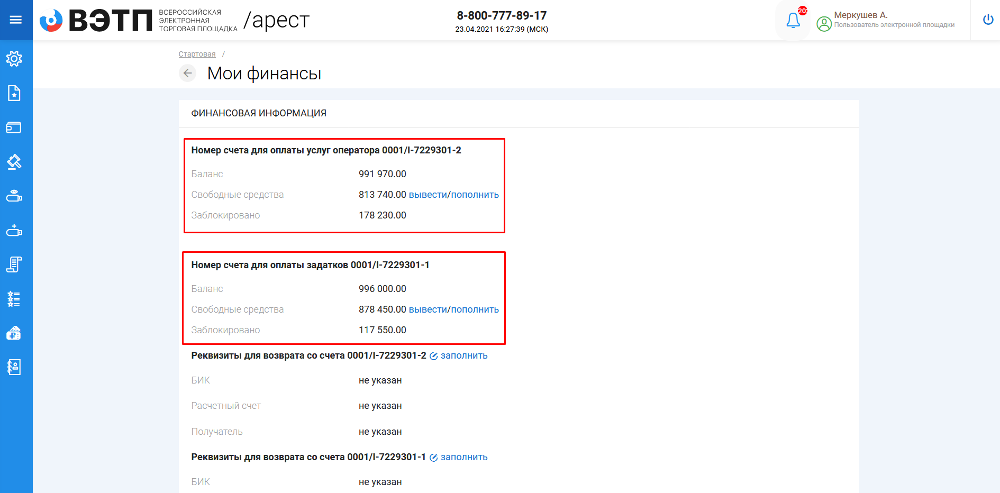 ВЭТП
ВСЕРОССИЙСКАЯ
ЭЛЕКТРОННАЯ
ТОРГОВАЯ ПЛОЩАДКА
/арест
8-800-777-89-17
23.04.2021 16:27:39 (МСК)
20
Меркушев А.
Пользователь электронной площадки
Стартовая /
Мои финансы
ФИНАНСОВАЯ ИНФОРМАЦИЯ
Номер счета для оплаты услуг оператора 0001/I-7229301-2
Баланс 991 970.00
Свободные средства 813 740.00 вывести/пополнить
Заблокировано 178 230.00
Номер счета для оплаты задатков 0001/I-7229301-1
Баланс 996 000.00
Свободные средства 878 450.00 вывести/пополнить
Заблокировано 117 550.00
Реквизиты для возврата со счета 0001/I-7229301-2 заполнить
БИК не указан
Расчетный счет не указан
Получатель не указан
Реквизиты для возврата со счета 0001/I-7229301-1 заполнить
БИК не указан